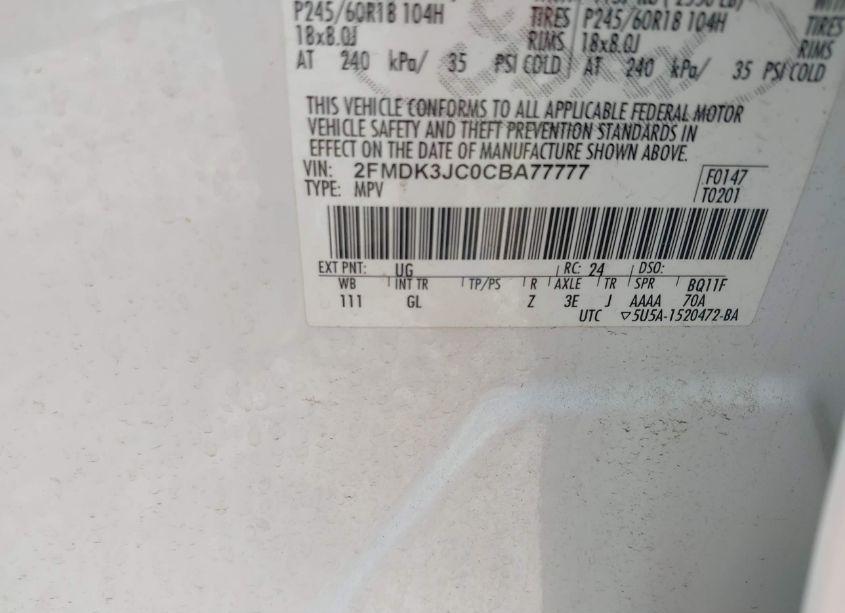 P245/60R18 104H TIRES P245/60R18 104H TIRES
18x8.0J RIMS 18x8.0J RIMS
AT 240 kPa/ 35 PSI COLD AT 240 kPa/ 35 PSI COLD
THIS VEHICLE CONFORMS TO ALL APPLICABLE FEDERAL MOTOR
VEHICLE SAFETY AND THEFT PREVENTION STANDARDS IN
EFFECT ON THE DATE OF MANUFACTURE SHOWN ABOVE.
VIN: 2FMDK3JC0CBA77777 F0147
TYPE: MPV T0201
EXT PNT: UG RC: 24 DSO:
WB INT TR TP/PS R AXLE TR SPR BQ11F
111 GL Z 3E J AAAA 70A
UTC ▽5U5A-1520472-BA